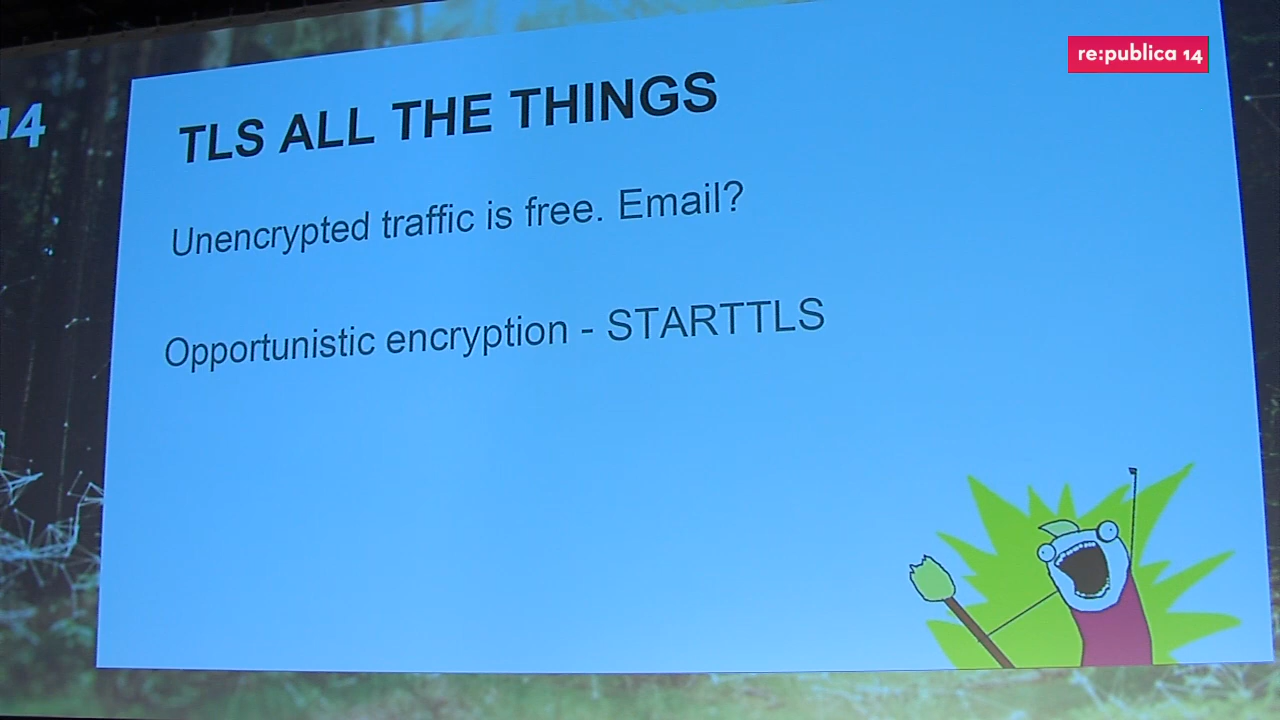 re:publica 14
14
TLS ALL THE THINGS
Unencrypted traffic is free. Email?
Opportunistic encryption - STARTTLS